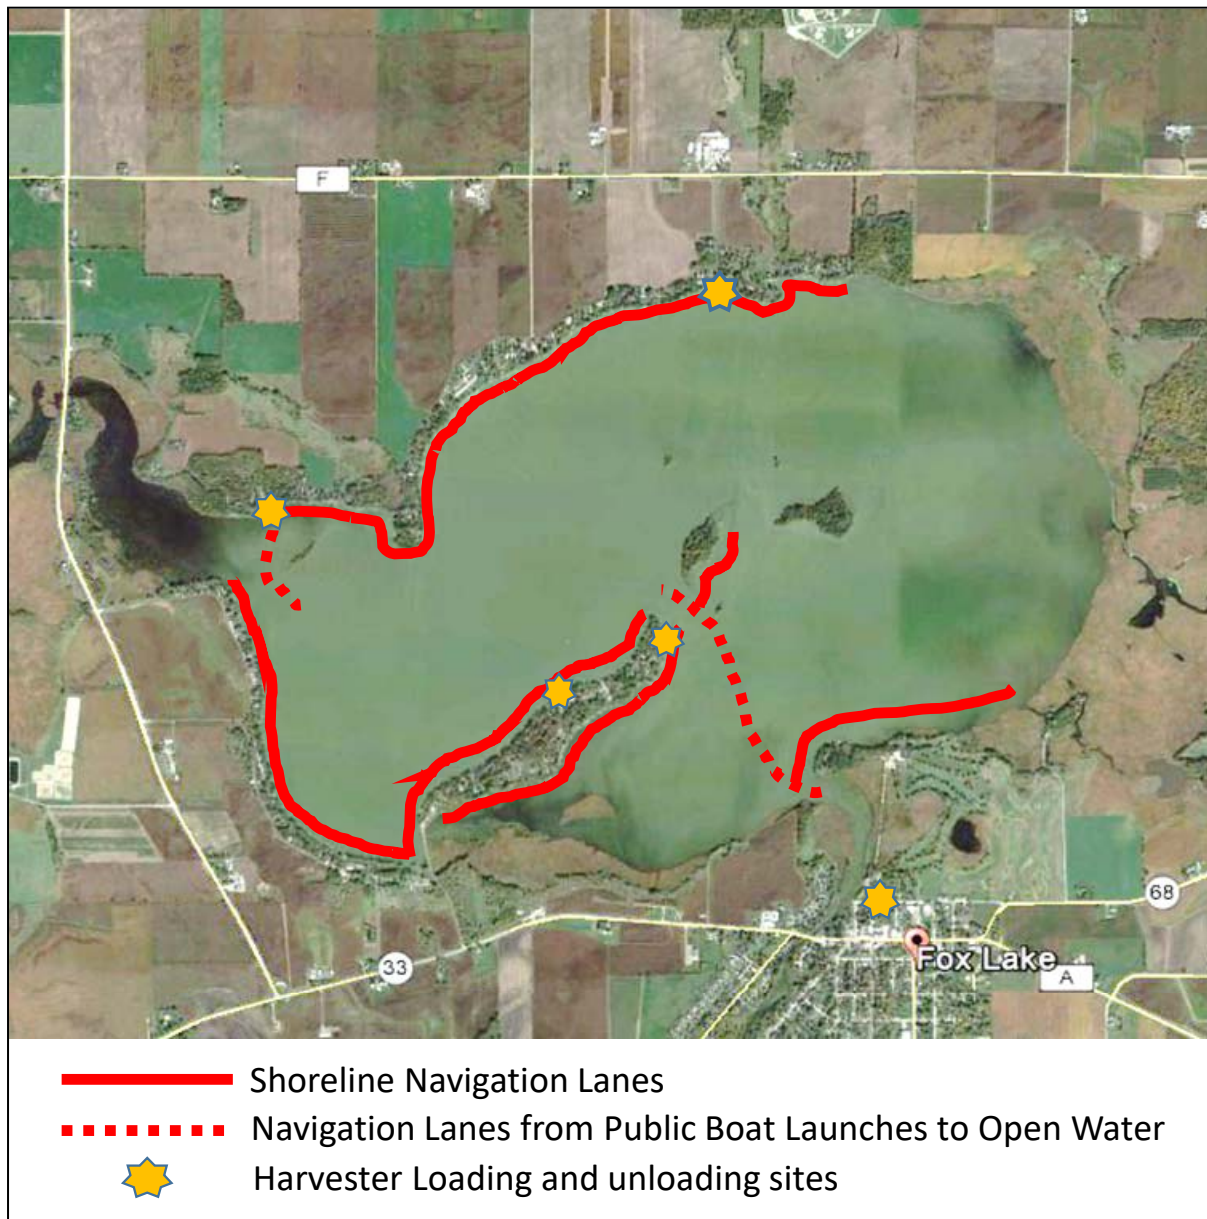 F
68
Fox Lake
33
A
Shoreline Navigation Lanes
Navigation Lanes from Public Boat Launches to Open Water
Harvester Loading and unloading sites